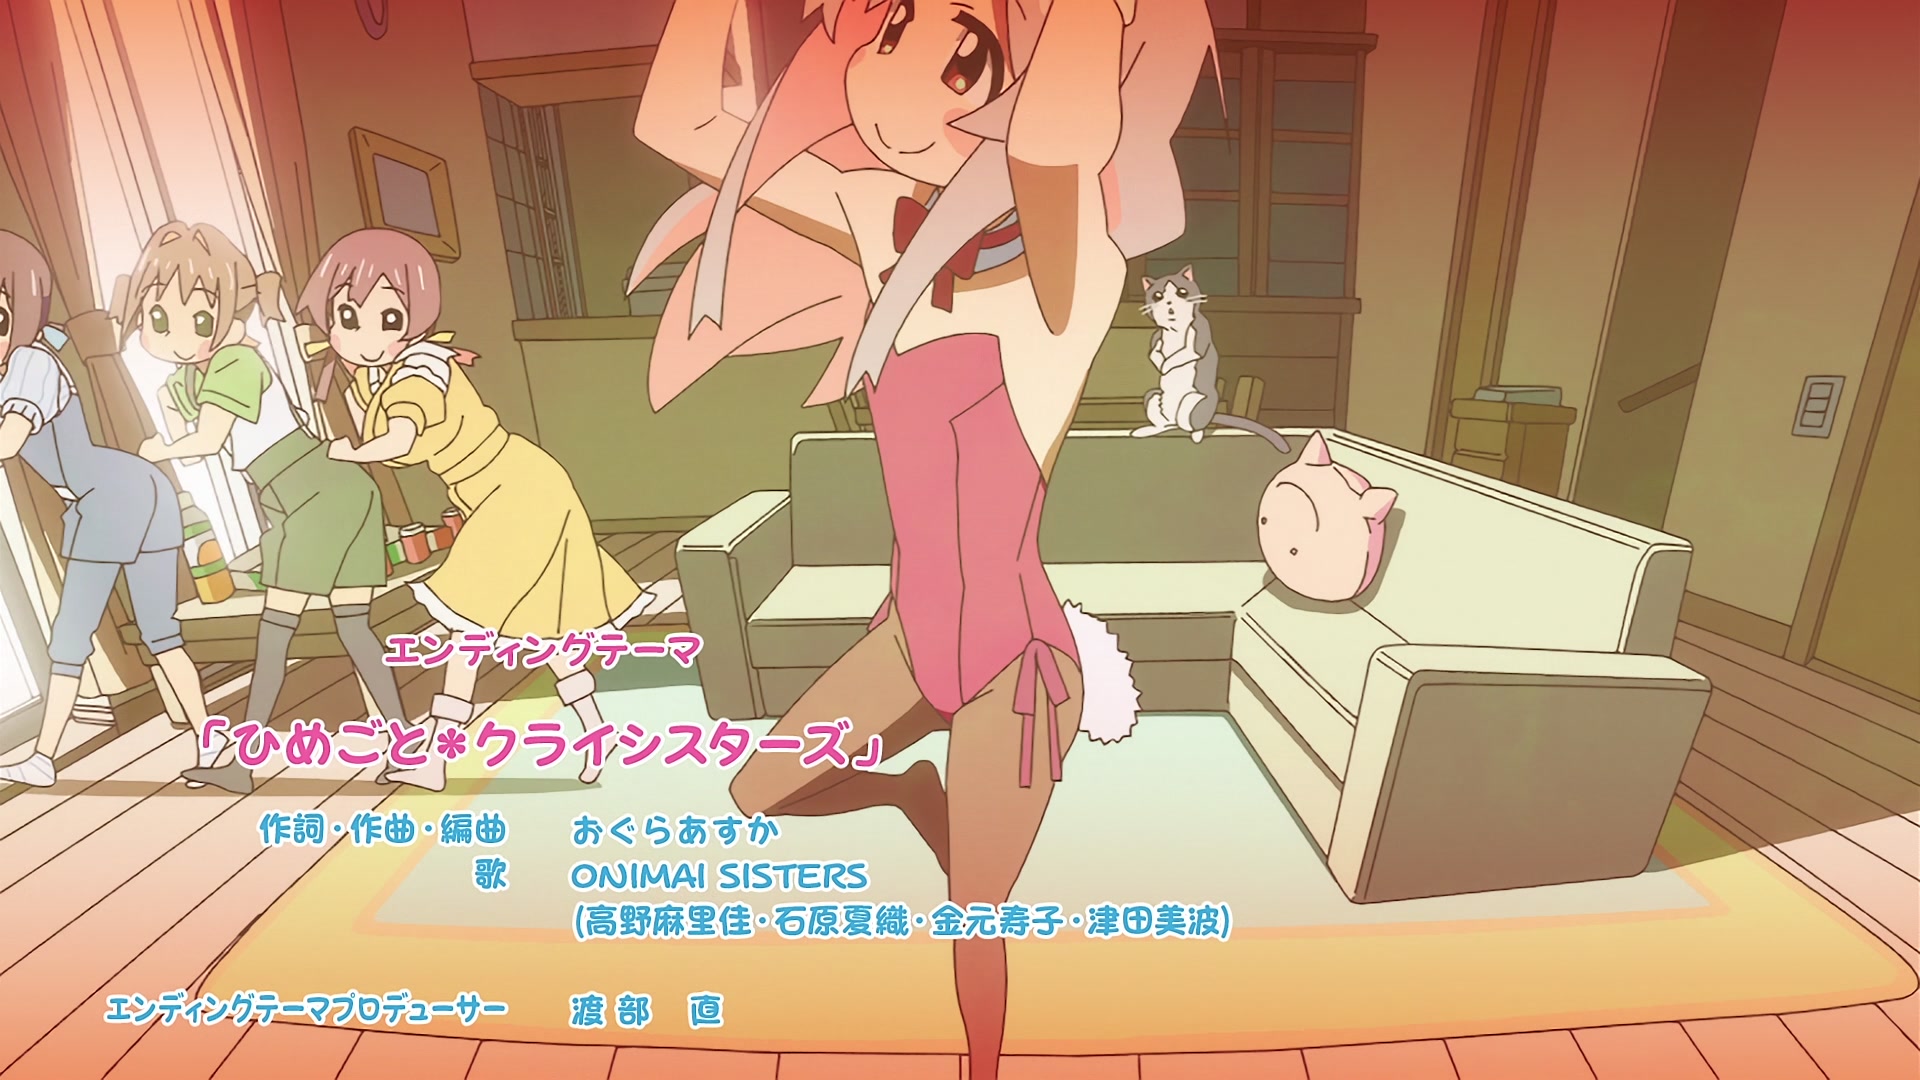 エンディングテーマ
「ひめごと*クライシスターズ」
作詞・作曲・編曲 おぐらあすか
歌 ONIMAI SISTERS
(高野麻里佳・石原夏織・金元寿子・津田美波)
エンディングテーマプロデューサー 渡部 直